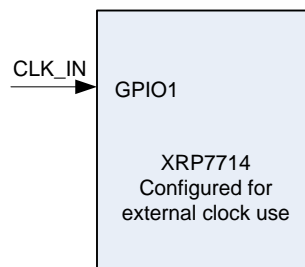 CLK_IN
GPIO1
XRP7714
Configured for
external clock use